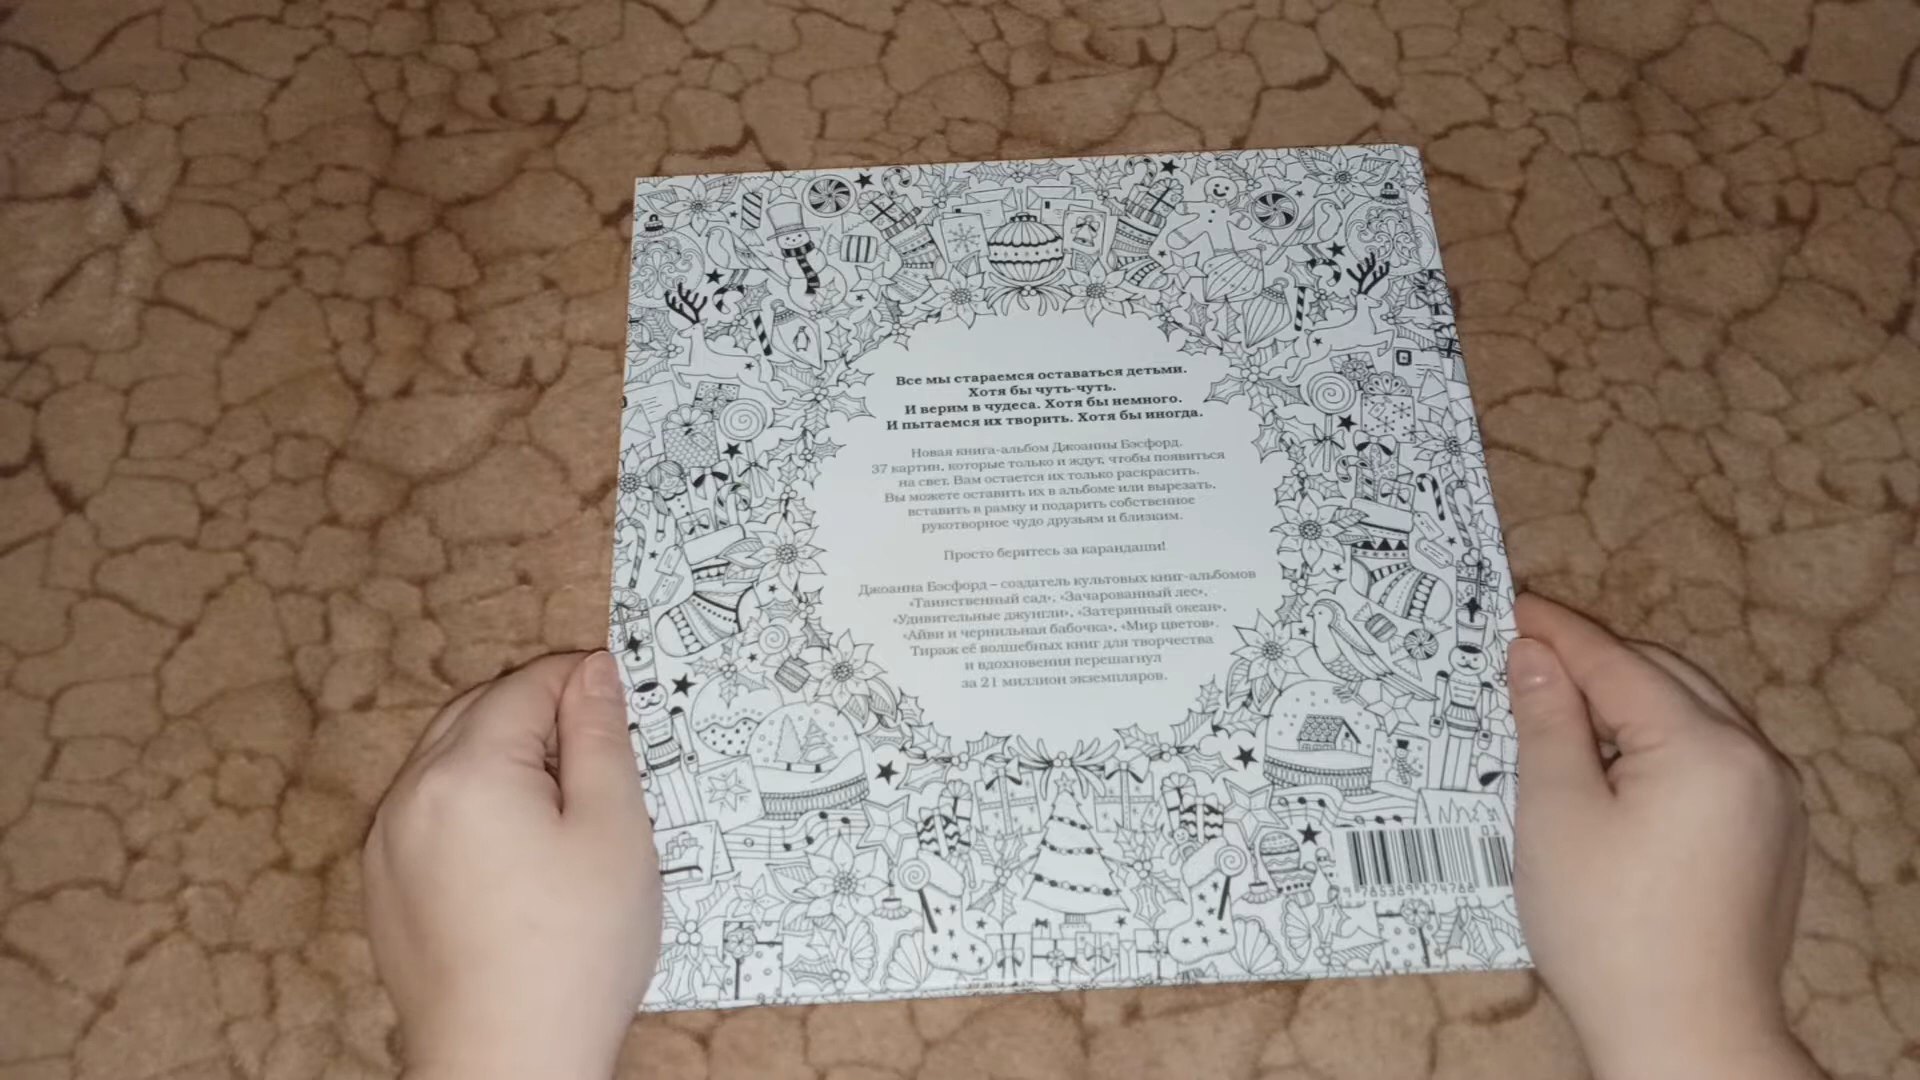 Все мы стараемся оставаться детьми.
Хотя бы чуть-чуть.
И верим в чудеса. Хотя бы немного.
И пытаемся их творить. Хотя бы иногда.
Новая книга-альбом Джоанны Бэсфорд.
37 картин, которые только и ждут, чтобы появиться
на свет. Вам остается их только раскрасить.
Вы можете оставить их в альбоме или вырезать,
вставить в рамку и подарить собственное
рукотворное чудо друзьям и близким.
Просто беритесь за карандаши!
Джоанна Бэсфорд – создатель культовых книг-альбомов
«Таинственный сад», «Зачарованный лес»,
«Удивительные джунгли», «Затерянный океан»,
«Айви и чернильная бабочка», «Мир цветов».
Тираж её волшебных книг для творчества
и вдохновения перешагнул
за 21 миллион экземпляров.
01
9 785389 174788